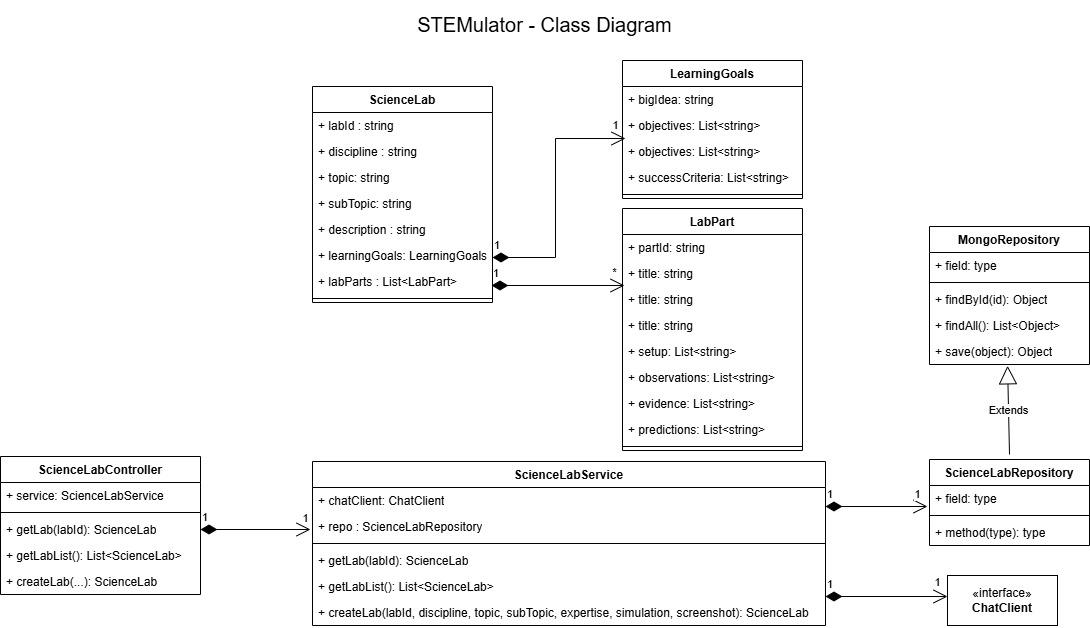 STEMulator - Class Diagram
LearningGoals
+ bigIdea: string
+ objectives: List<string>
+ objectives: List<string>
+ successCriteria: List<string>
ScienceLab
+ labId : string
+ discipline : string
+ topic: string
+ subTopic: string
+ description : string
+ learningGoals: LearningGoals
+ labParts : List<LabPart>
1
1
1
*
LabPart
+ partId: string
+ title: string
+ title: string
+ title: string
+ setup: List<string>
+ observations: List<string>
+ evidence: List<string>
+ predictions: List<string>
MongoRepository
+ field: type
+ findById(id): Object
+ findAll(): List<Object>
+ save(object): Object
Extends
ScienceLabController
+ service: ScienceLabService
+ getLab(labId): ScienceLab
+ getLabList(): List<ScienceLab>
+ createLab(...): ScienceLab
1
1
ScienceLabService
+ chatClient: ChatClient
+ repo : ScienceLabRepository
+ getLab(labId): ScienceLab
+ getLabList(): List<ScienceLab>
+ createLab(labId, discipline, topic, subTopic, expertise, simulation, screenshot): ScienceLab
1
1
1
1
ScienceLabRepository
+ field: type
+ method(type): type
«interface»
ChatClient